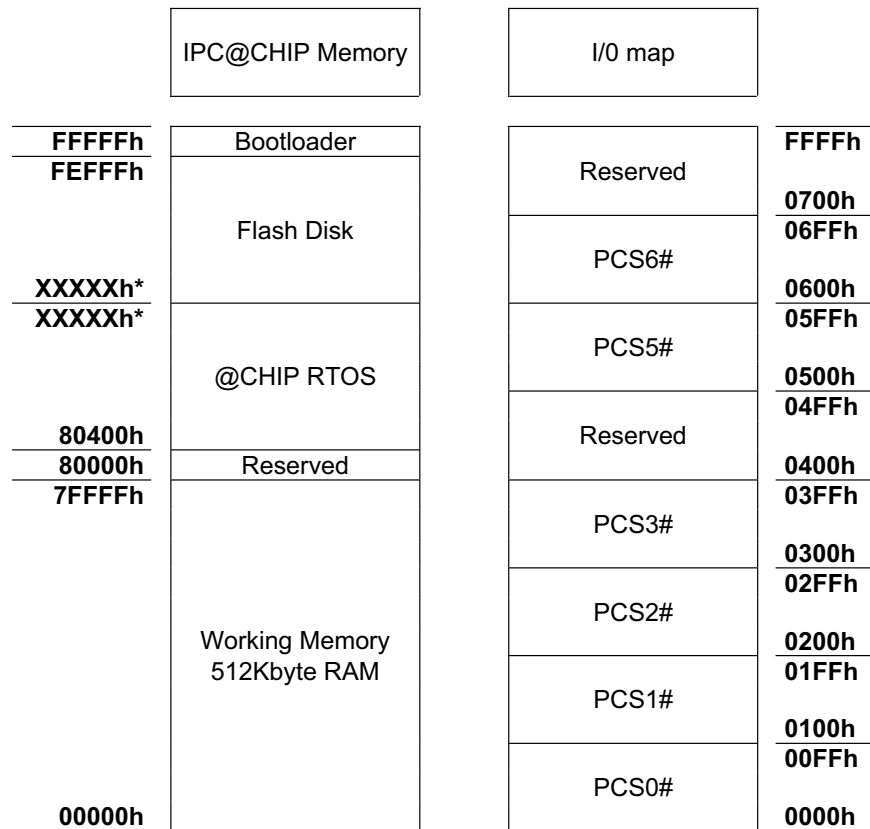 IPC@CHIP Memory I/0 map
FFFFFh Bootloader FFFFh
FEFFFh
Reserved
0700h
Flash Disk 06FFh
PCS6#
XXXXXh* 0600h
XXXXXh* 05FFh
PCS5#
@CHIP RTOS 0500h
04FFh
80400h Reserved
80000h Reserved 0400h
7FFFFh 03FFh
PCS3#
0300h
02FFh
PCS2#
Working Memory 0200h
512Kbyte RAM 01FFh
PCS1#
0100h
00FFh
PCS0#
00000h 0000h